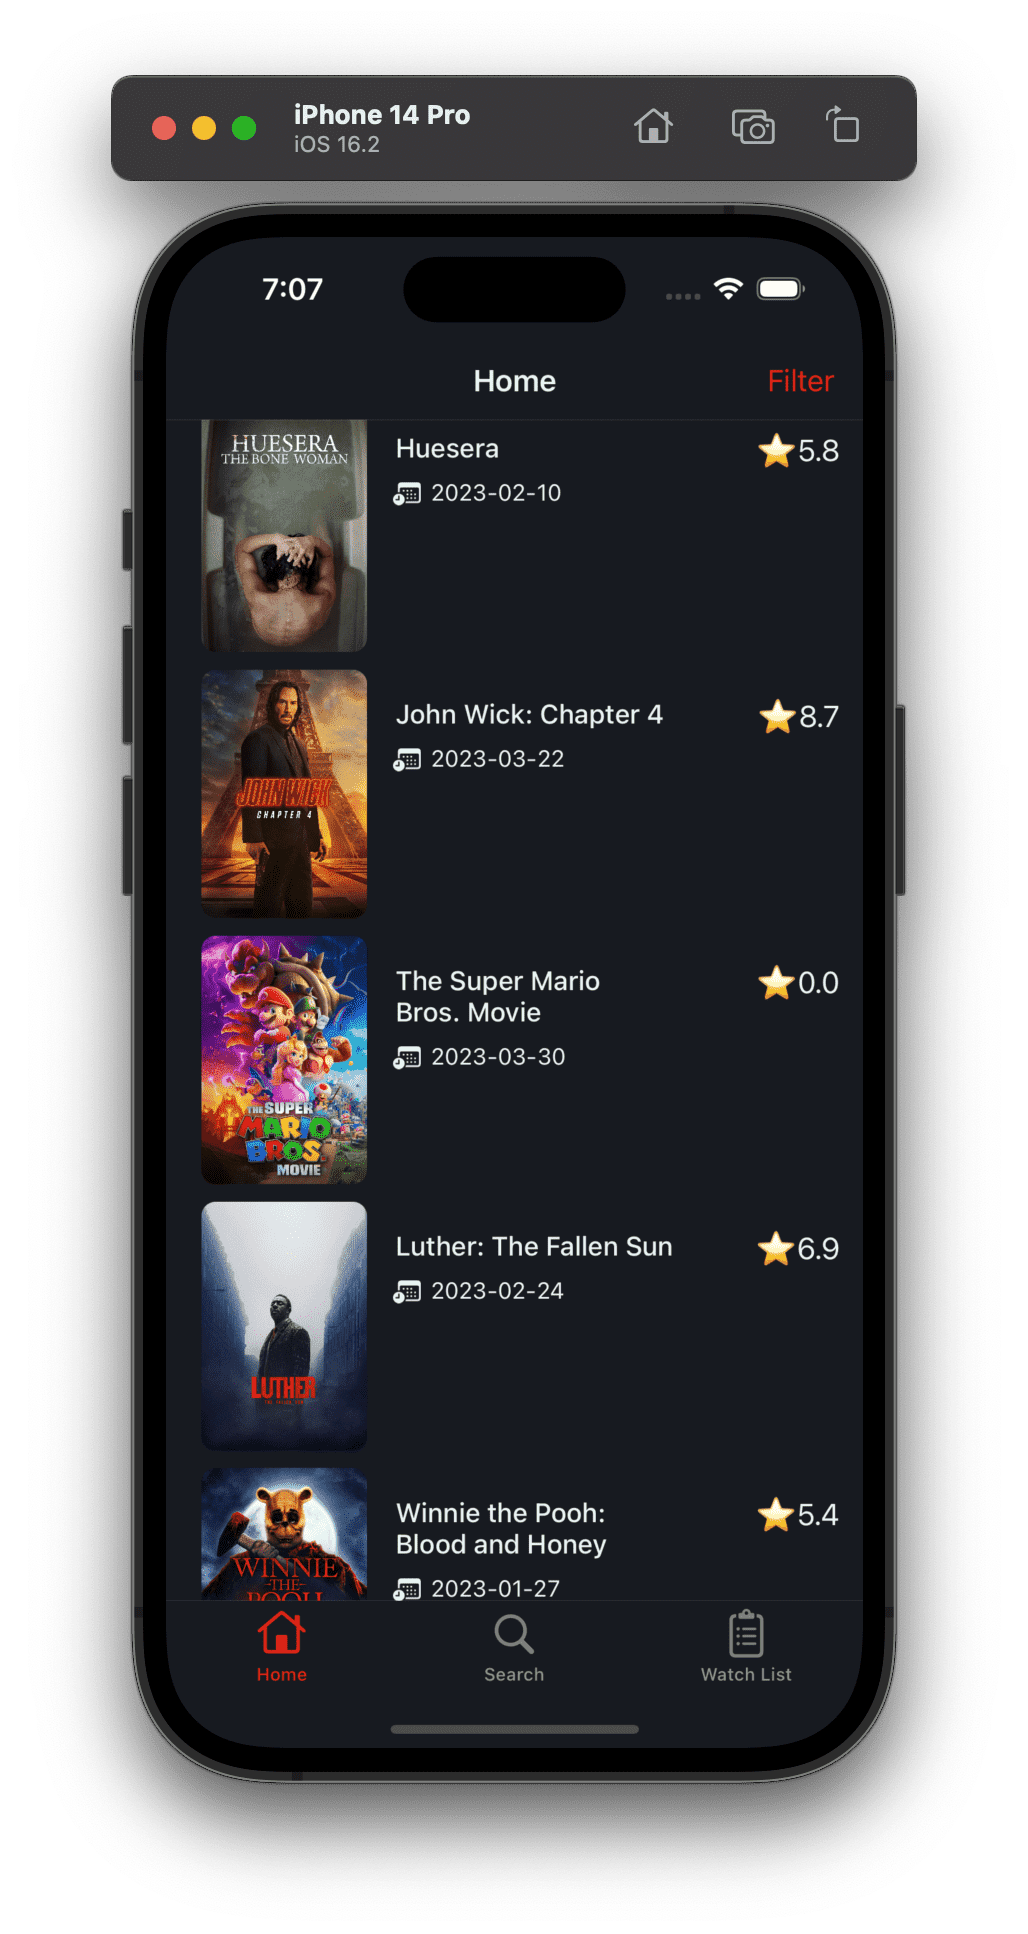 iPhone 14 Pro
iOS 16.2
7:07
Home
Filter
HUESERA
THE BONE WOMAN
Huesera
5.8
2023-02-10
JOHN WICK
CHAPTER 4
John Wick: Chapter 4
8.7
2023-03-22
THE SUPER
MARIO
BROS.
MOVIE
The Super Mario
Bros. Movie
0.0
2023-03-30
LUTHER
Luther: The Fallen Sun
6.9
2023-02-24
WINNIE
-THE-
POOH
Winnie the Pooh:
Blood and Honey
5.4
2023-01-27
Home
Search
Watch List